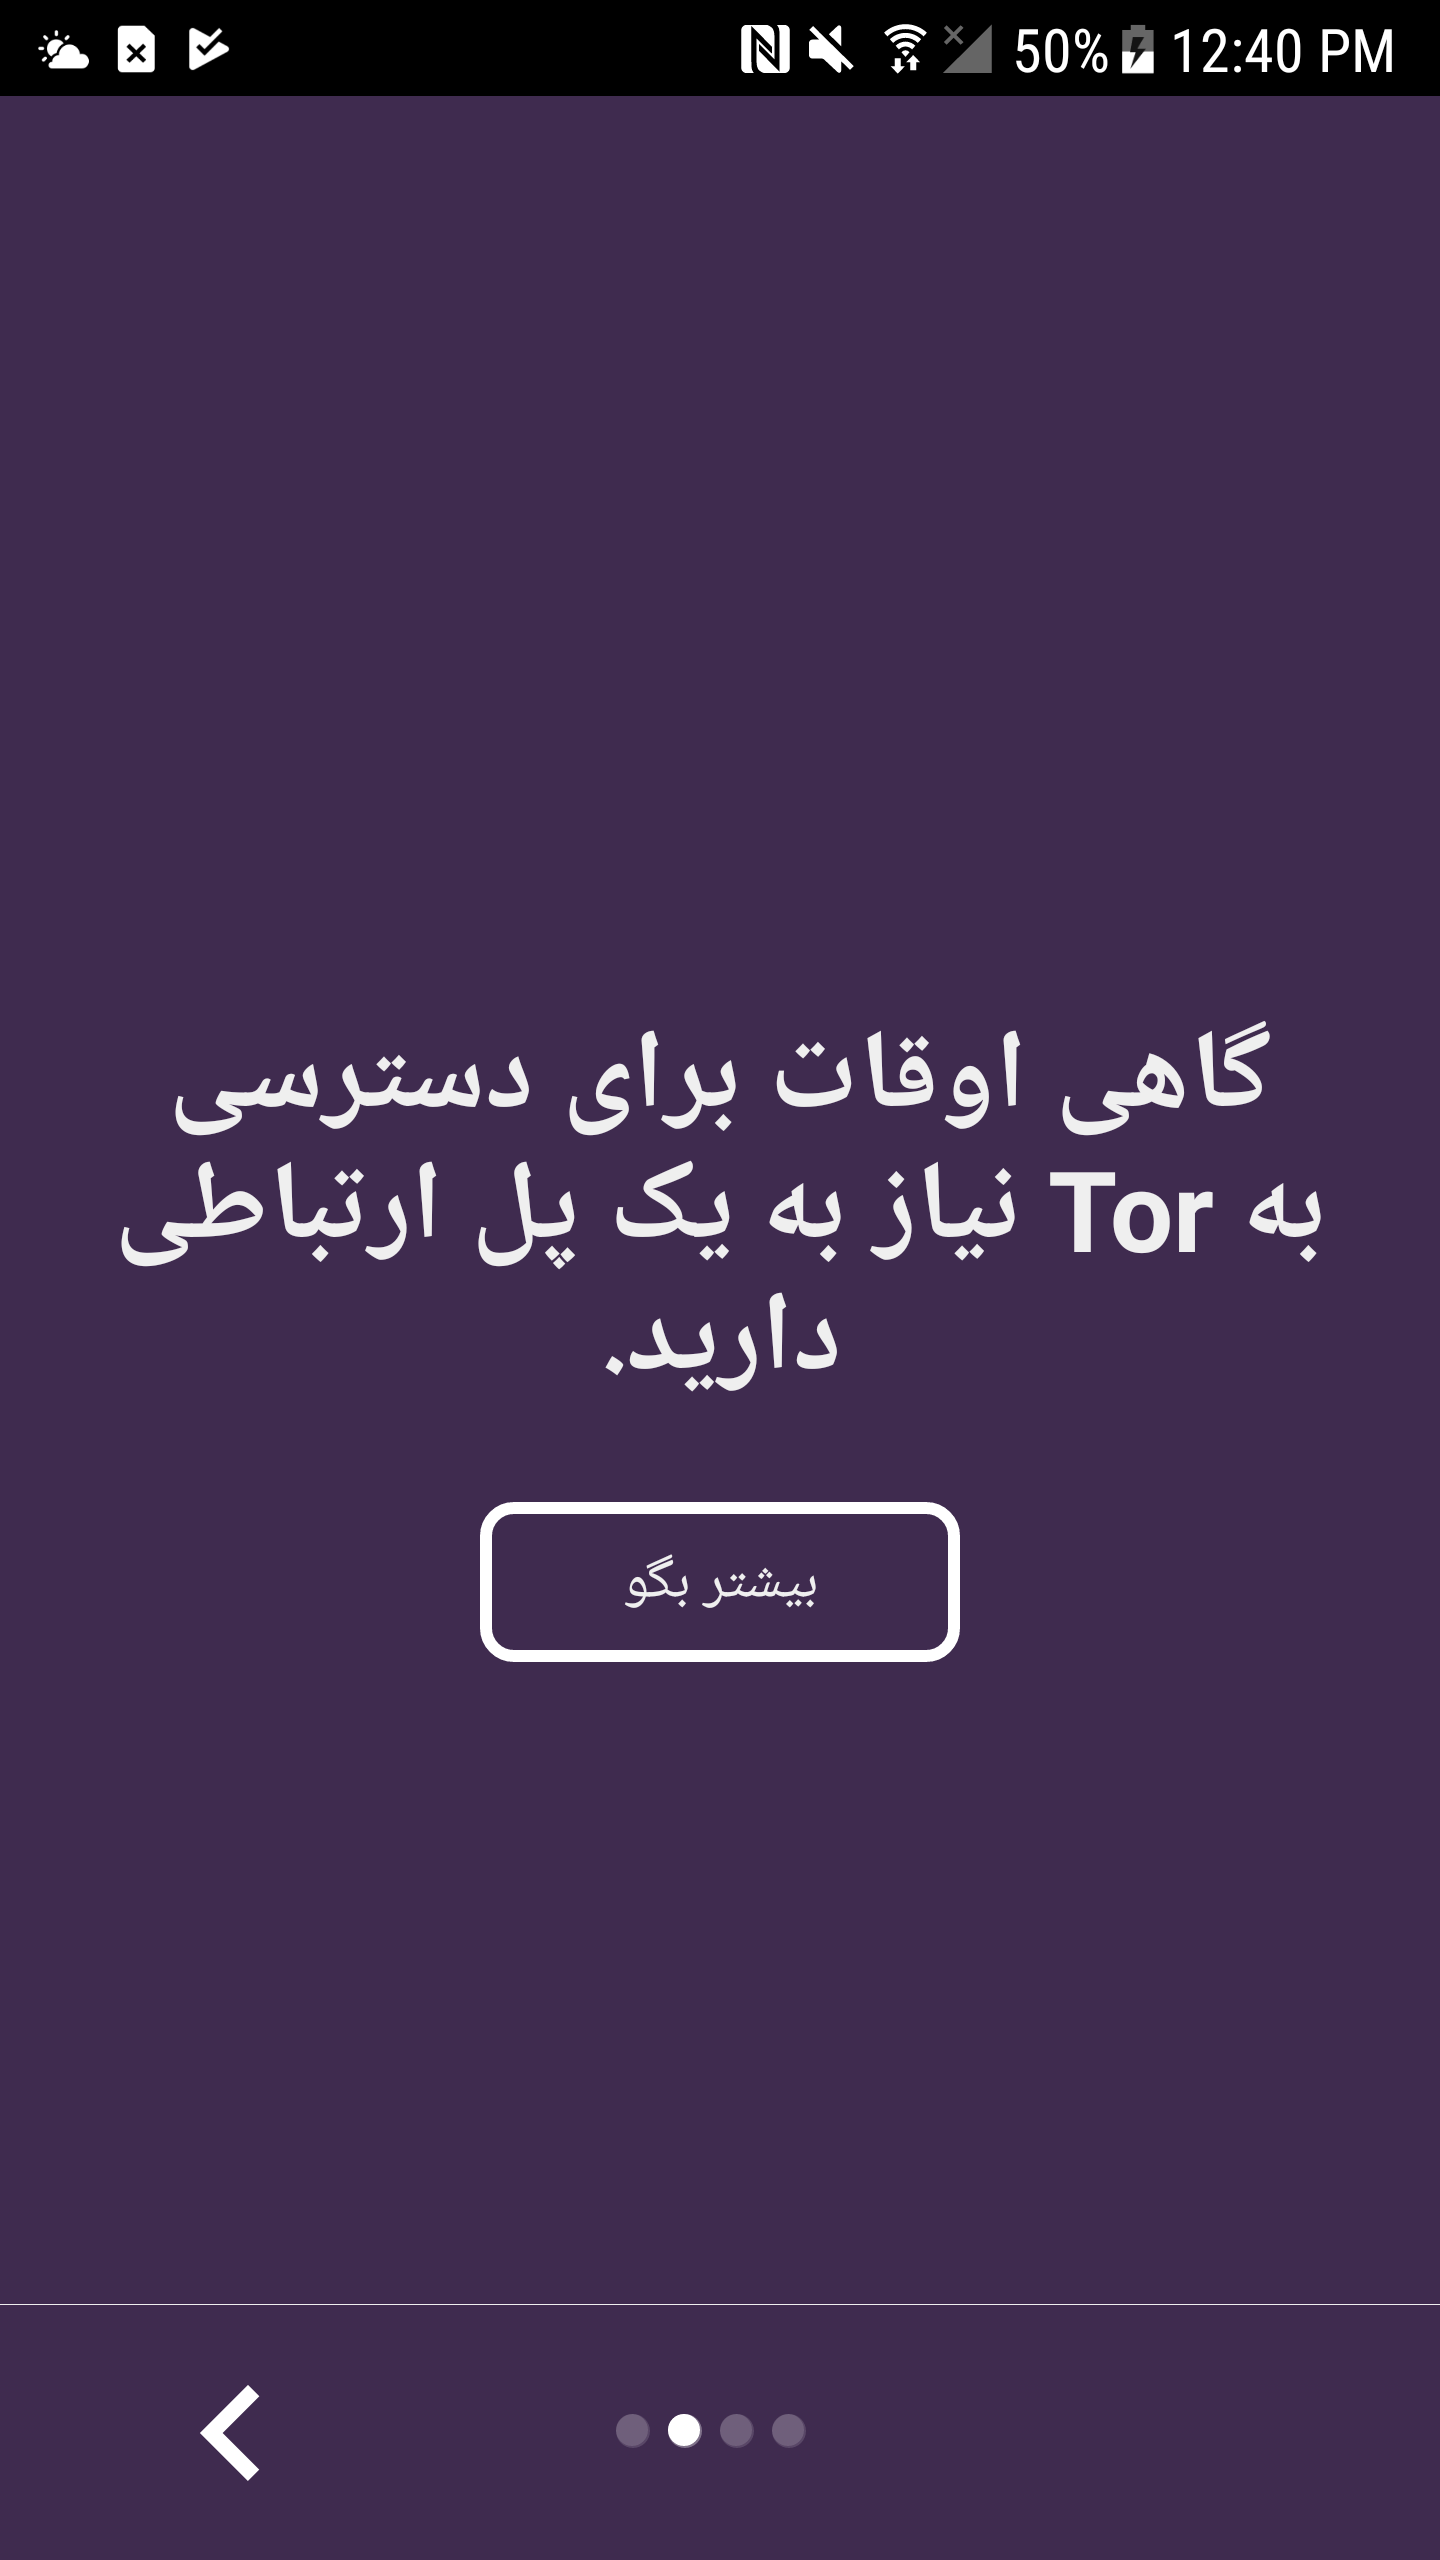 50% 12:40 PM
گاهی اوقات برای دسترسی
به Tor نیاز به یک پل ارتباطی
دارید.
بیشتر بگو